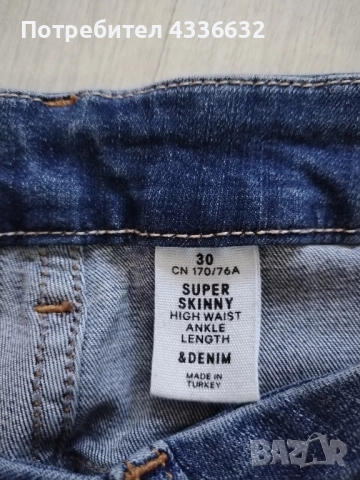 Потребител 4336632
30
CN 170/76A
SUPER
SKINNY
HIGH WAIST
ANKLE
LENGTH
&DENIM
MADE IN
TURKEY
BAZAR